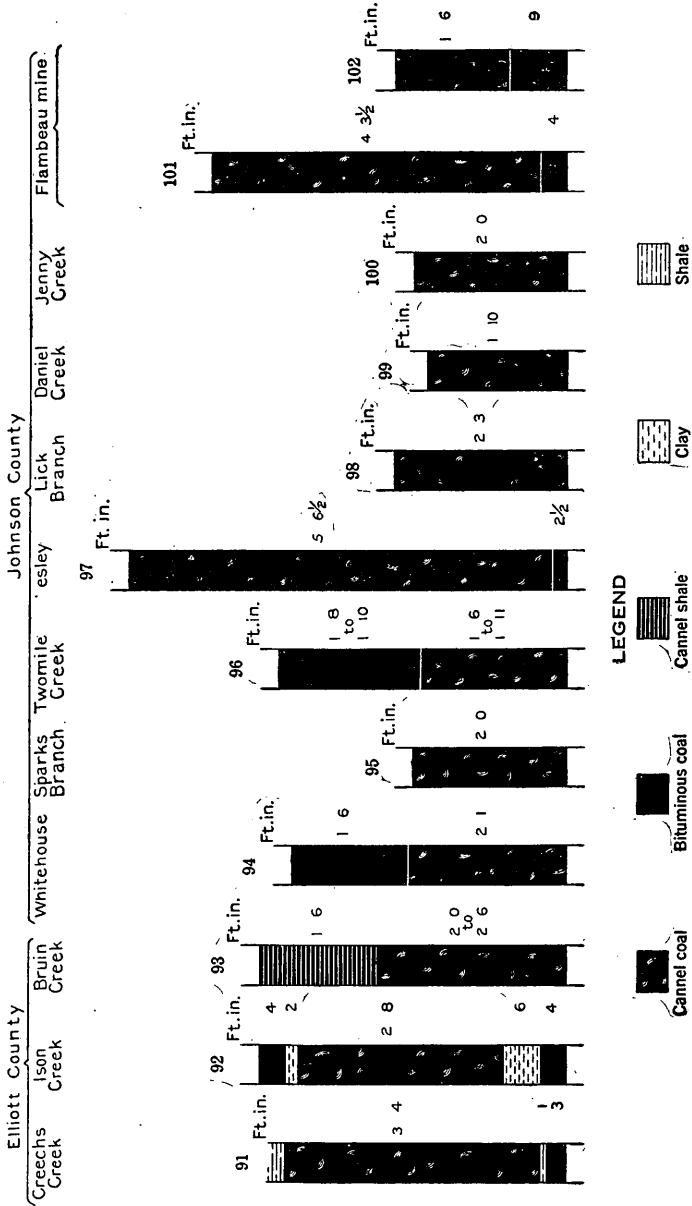 Elliott County
Johnson County
Creechs Creek
Ison Creek
Bruin Creek
Whitehouse
Sparks Branch
Twomile Creek
esley
Lick Branch
Daniel Creek
Jenny Creek
Flambeau mine
91
Ft. in.
3 4
1
3
92
Ft. in.
4
2
2 8
6
4
93
Ft. in.
1 6
2 0
to
2 6
94
Ft. in.
1 6
2 1
95
Ft. in.
2 0
96
Ft. in.
1 8
to
1 10
1 6
to
1 11
97
Ft. in.
5 6½
2½
98
Ft. in.
2 3
99
Ft. in.
1 10
100
Ft. in.
2 0
101
Ft. in.
4 3½
4
102
Ft. in.
1 6
9
LEGEND
Cannel coal
Bituminous coal
Cannel shale
Clay
Shale